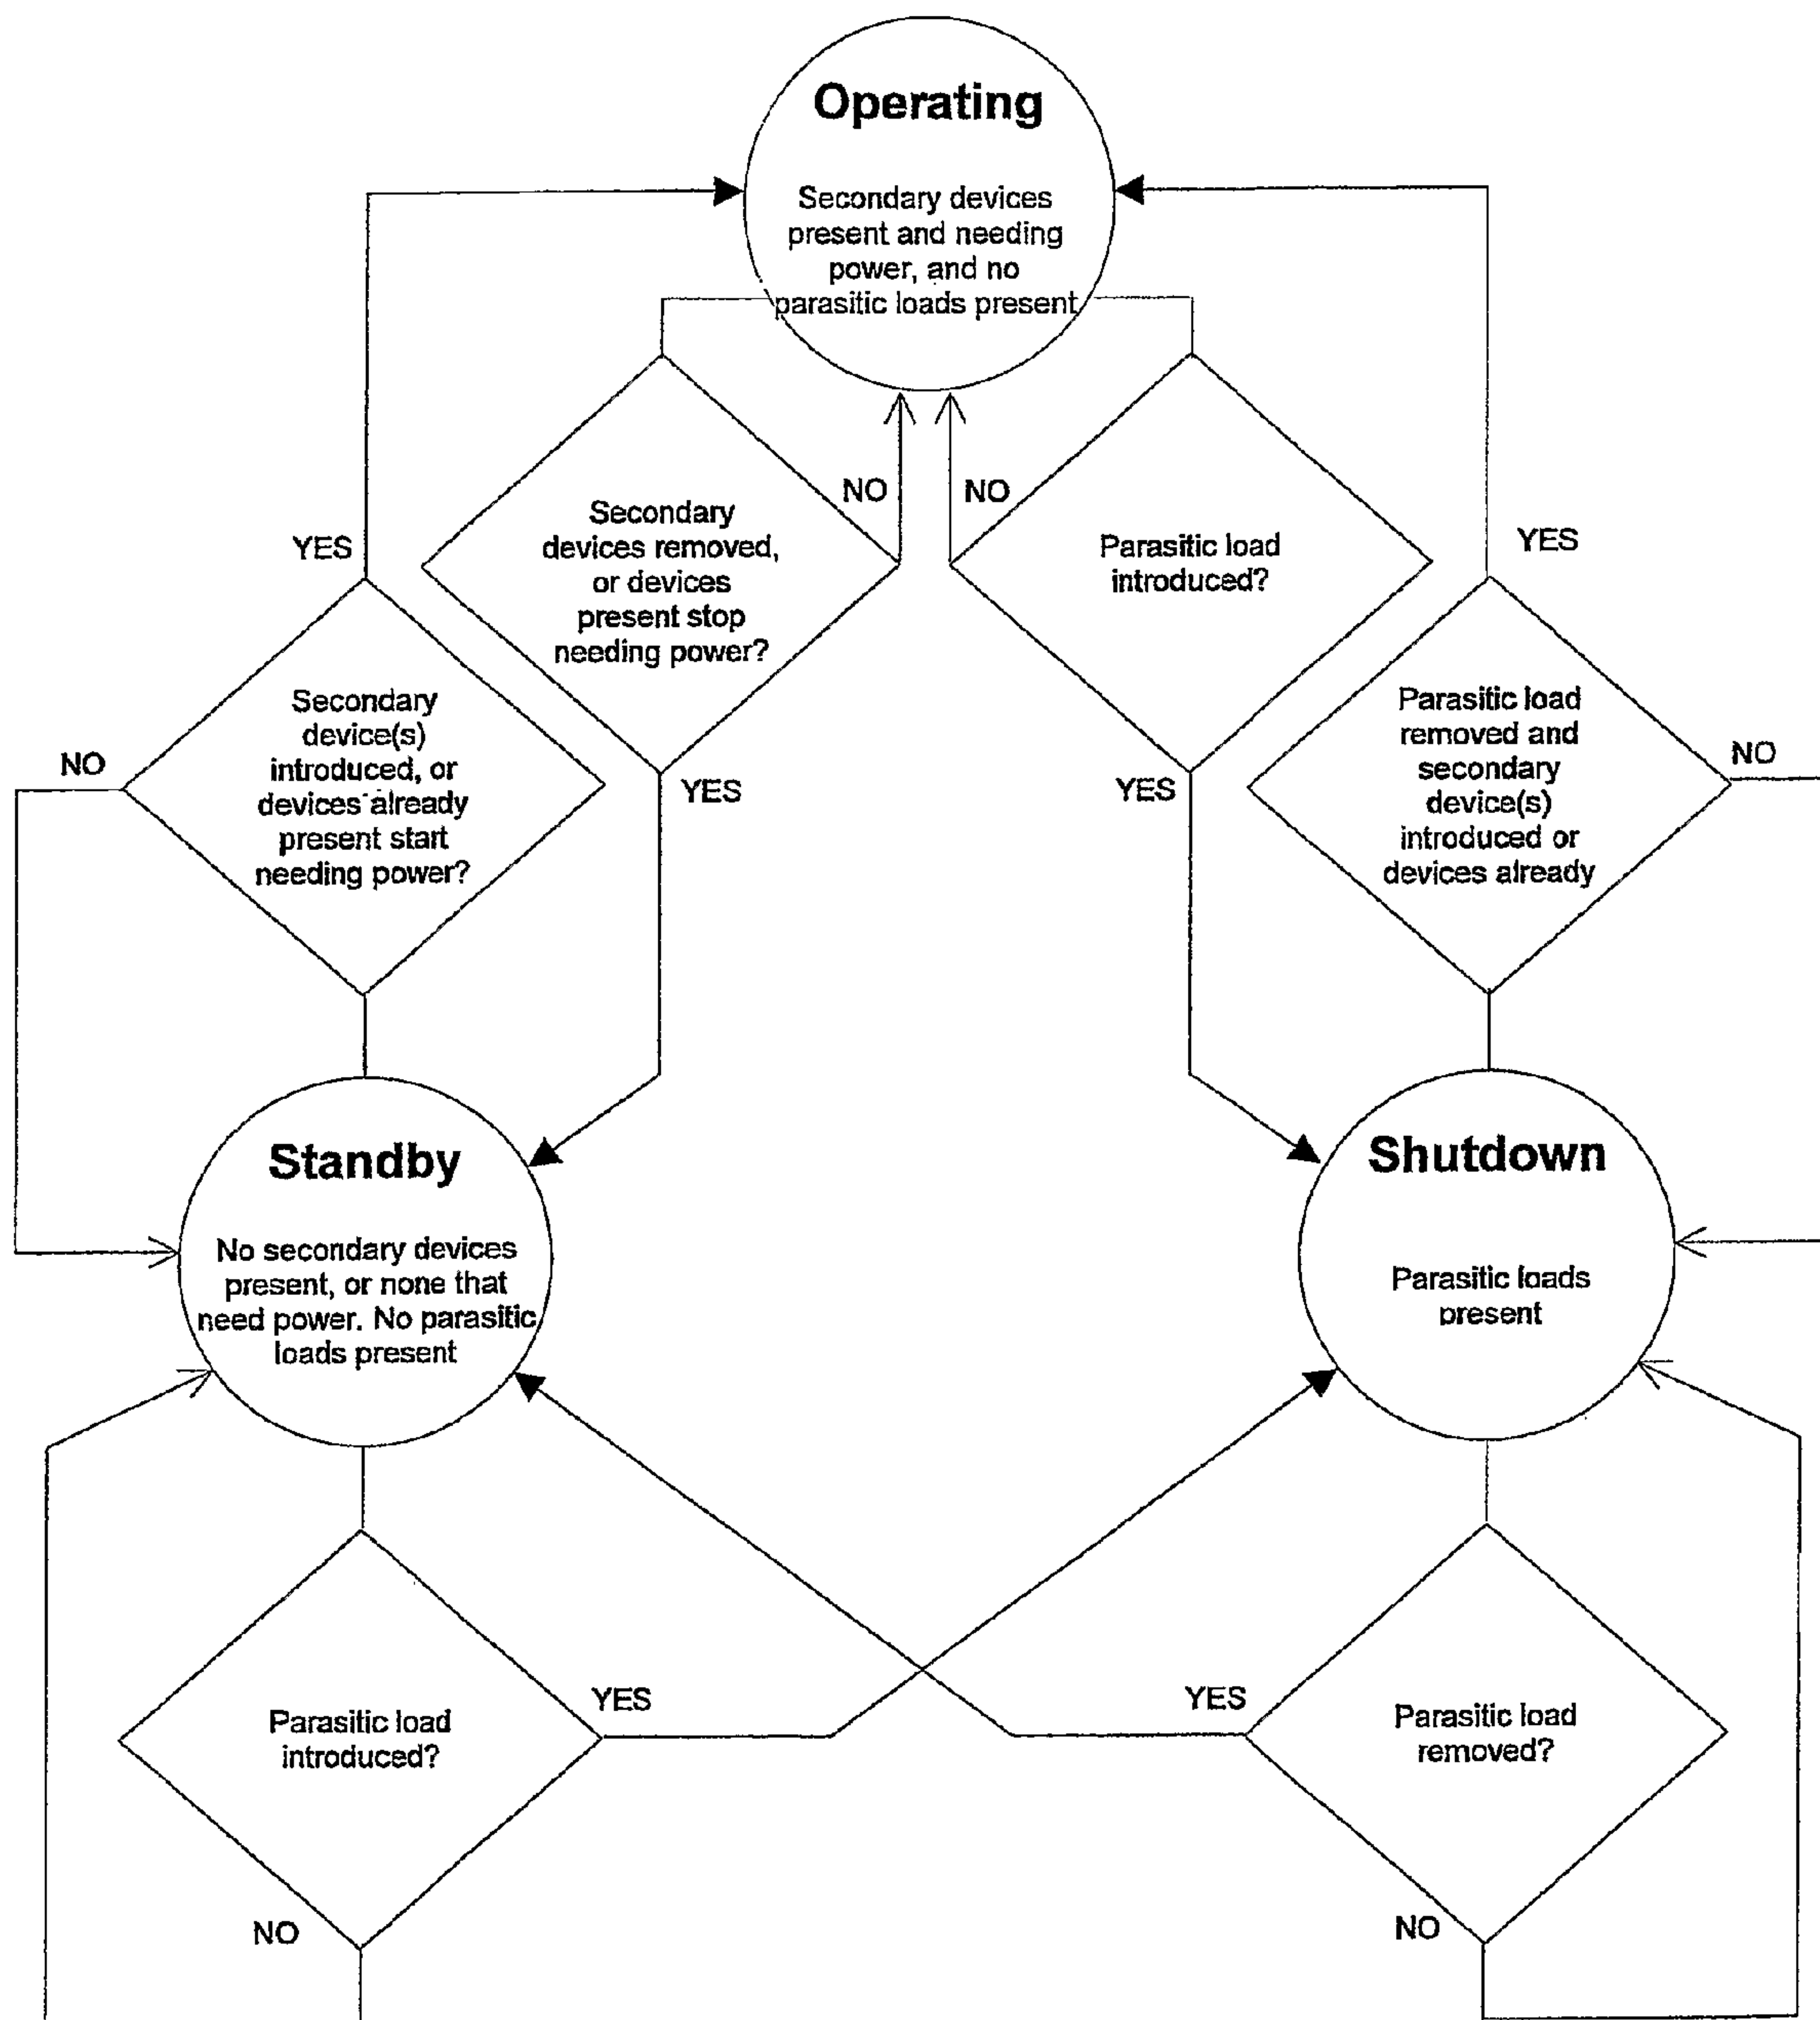 Operating
Secondary devices
present and needing
power, and no
parasitic loads present
NO
NO
Secondary
devices removed,
or devices
present stop
needing power?
YES
Parasitic load
introduced?
YES
YES
Secondary
device(s)
introduced, or
devices already
present start
needing power?
NO
YES
Parasitic load
removed and
secondary
device(s)
introduced or
devices already
YES
NO
Standby
No secondary devices
present, or none that
need power. No parasitic
loads present
Shutdown
Parasitic loads
present
Parasitic load
introduced?
YES
NO
YES
Parasitic load
removed?
NO